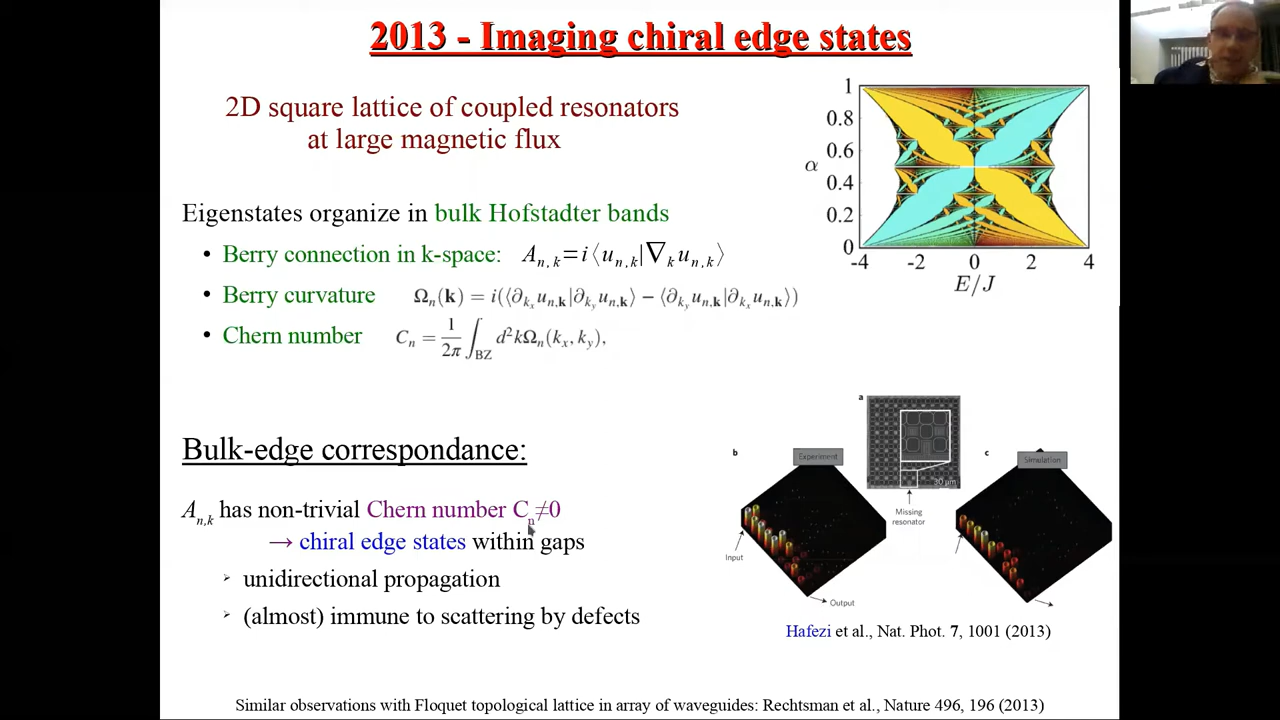 2013 - Imaging chiral edge states
2D square lattice of coupled resonators
at large magnetic flux
Eigenstates organize in bulk Hofstadter bands
• Berry connection in k-space: A_{n,k}=i⟨u_{n,k}|∇_k u_{n,k}⟩
• Berry curvature Ω_n(𝐤) = i(⟨∂_{k_x}u_{n,𝐤}|∂_{k_y}u_{n,𝐤}⟩ − ⟨∂_{k_y}u_{n,𝐤}|∂_{k_x}u_{n,𝐤}⟩)
• Chern number C_n = 1/2π ∫_{BZ} d²kΩ_n(k_x, k_y),
1
0.8
0.6
α
0.4
0.2
0
-4 -2 0 2 4
E/J
Bulk-edge correspondance:
A_{n,k} has non-trivial Chern number C_n≠0
→ chiral edge states within gaps
➢ unidirectional propagation
➢ (almost) immune to scattering by defects
a
30 μm
Missing
resonator
b
Experiment
Input
Output
c
Simulation
Hafezi et al., Nat. Phot. 7, 1001 (2013)
Similar observations with Floquet topological lattice in array of waveguides: Rechtsman et al., Nature 496, 196 (2013)